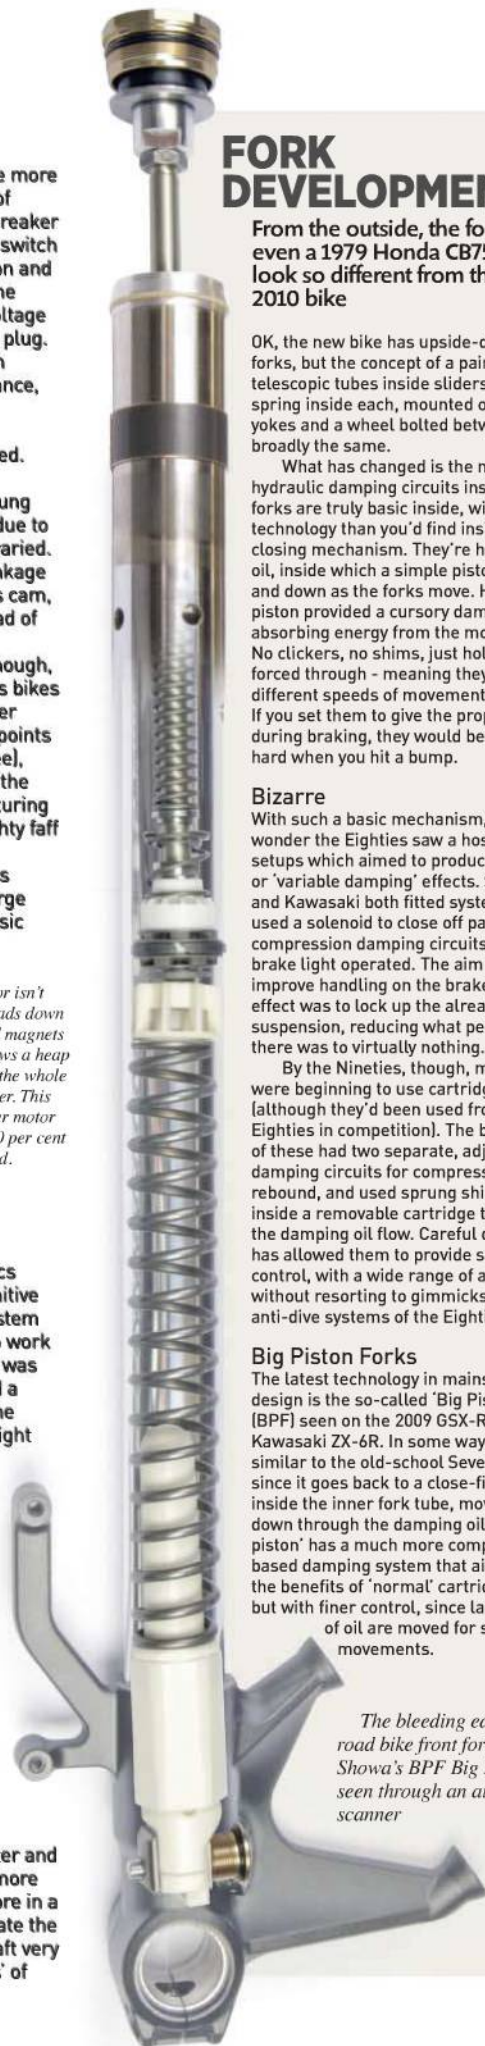 e more
of
reaker
switch
on and
ne
oltage
plug.
n
ance,
ed.
ung
due to
aried.
kage
s cam,
ad of
nough,
s bikes
er
points
ee),
the
turing
hty faff
s
rge
sic
or isn't
ads down
d magnets
ws a heap
the whole
er. This
er motor
0 per cent
d.
cs
nitive
stem
work
was
d a
ne
ight
ter and
more
ore in a
ate the
aft very
s' of
FORK
DEVELOPMEN
From the outside, the fo
even a 1979 Honda CB75
look so different from th
2010 bike
OK, the new bike has upside-d
forks, but the concept of a pair
telescopic tubes inside sliders
spring inside each, mounted o
yokes and a wheel bolted betw
broadly the same.
What has changed is the n
hydraulic damping circuits ins
forks are truly basic inside, wi
technology than you'd find insi
closing mechanism. They're h
oil, inside which a simple pisto
and down as the forks move. H
piston provided a cursory dam
absorbing energy from the mo
No clickers, no shims, just hol
forced through - meaning they
different speeds of movement
If you set them to give the prop
during braking, they would be
hard when you hit a bump.
Bizarre
With such a basic mechanism,
wonder the Eighties saw a hos
setups which aimed to produc
or 'variable damping' effects. S
and Kawasaki both fitted syste
used a solenoid to close off pa
compression damping circuits
brake light operated. The aim
improve handling on the brake
effect was to lock up the alrea
suspension, reducing what pe
there was to virtually nothing.
By the Nineties, though, m
were beginning to use cartridg
(although they'd been used fro
Eighties in competition). The b
of these had two separate, adj
damping circuits for compress
rebound, and used sprung shi
inside a removable cartridge t
the damping oil flow. Careful d
has allowed them to provide s
control, with a wide range of a
without resorting to gimmicks
anti-dive systems of the Eighti
Big Piston Forks
The latest technology in mains
design is the so-called 'Big Pis
(BPF) seen on the 2009 GSX-R
Kawasaki ZX-6R. In some way
similar to the old-school Seve
since it goes back to a close-fi
inside the inner fork tube, mov
down through the damping oil
piston' has a much more comp
based damping system that ai
the benefits of 'normal' cartrid
but with finer control, since la
of oil are moved for s
movements.
The bleeding ed
road bike front for
Showa's BPF Big
seen through an al
scanner